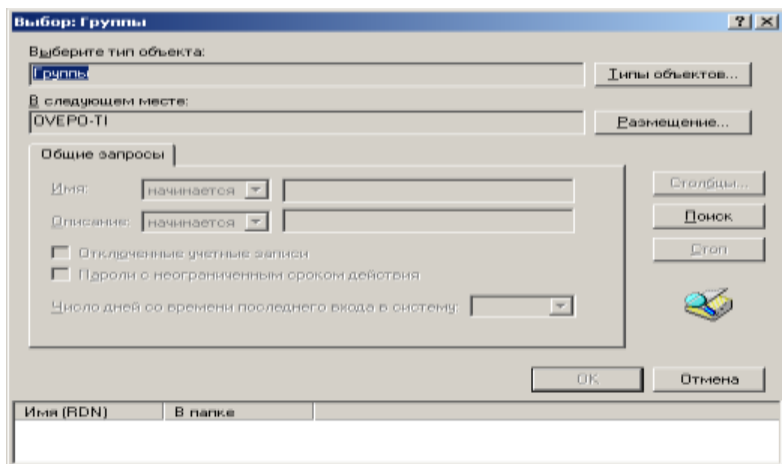 Выбор: Группы
Выберите тип объекта:
Группы
Типы объектов...
В следующем месте:
OVEPO-TI
Размещение...
Общие запросы
Имя:
начинается
Описание:
начинается
Отключенные учетные записи
Пароли с неограниченным сроком действия
Число дней со времени последнего входа в систему:
Столбцы...
Поиск
Стоп
OK
Отмена
Имя (RDN)
В папке